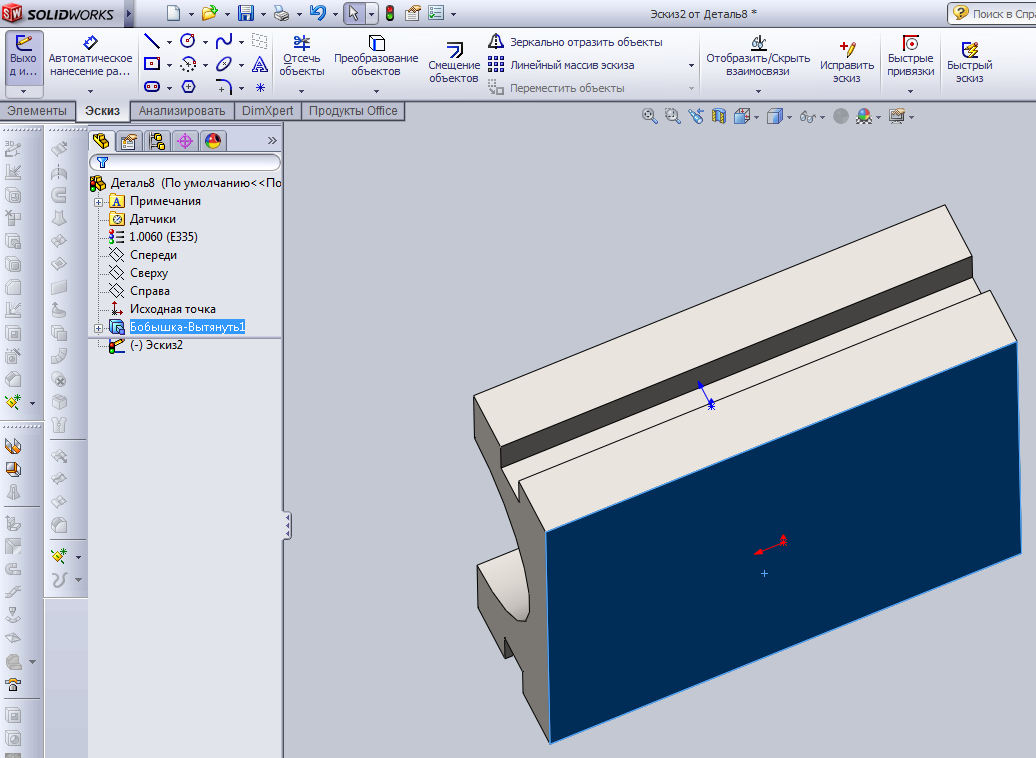 SOLIDWORKS
Эскиз2 от Деталь8 *
Поиск в Спра
Выхо
д и...
Автоматическое
нанесение ра...
Отсечь
объекты
Преобразование
объектов
Смещение
объектов
Зеркально отразить объекты
Линейный массив эскиза
Переместить объекты
Отобразить/Скрыть
взаимосвязи
Исправить
эскиз
Быстрые
привязки
Быстрый
эскиз
Элементы
Эскиз
Анализировать
DimXpert
Продукты Office
Деталь8 (По умолчанию<<По
Примечания
Датчики
1.0060 (E335)
Спереди
Сверху
Справа
Исходная точка
Бобышка-Вытянуть1
(-) Эскиз2